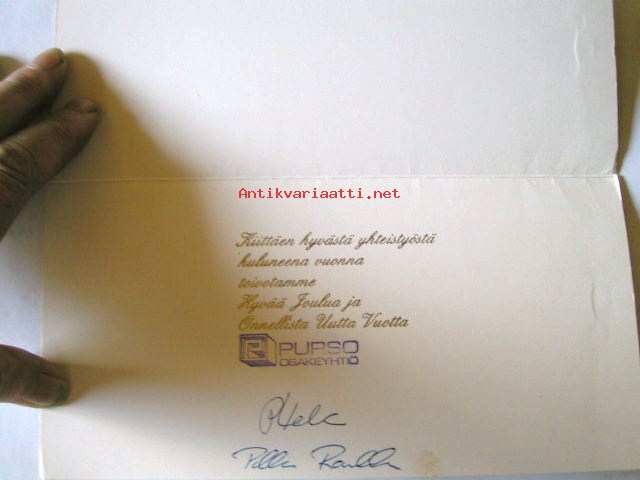 Antikvariaatti.net
Kiittäen hyvästä yhteistyöstä
kuluneena vuonna
toivotamme
Hyvää Joulua ja
Onnellista Uutta Vuotta
PUPSO
OSAKEYHTIÖ